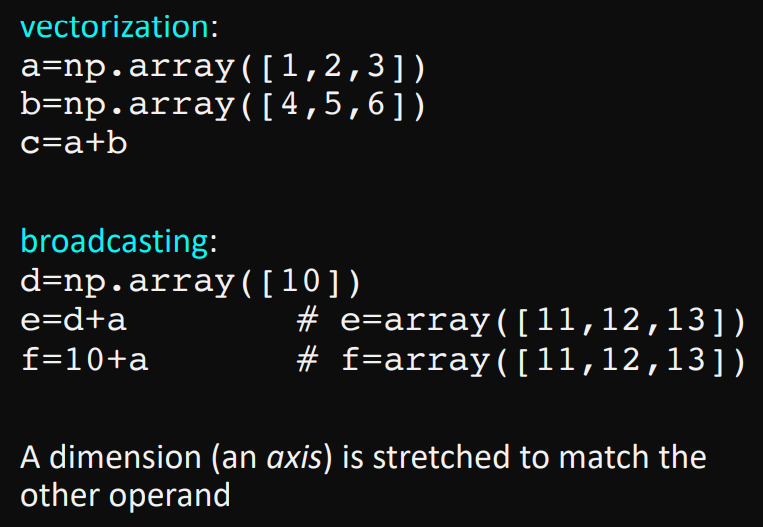 vectorization:
a=np.array([1,2,3])
b=np.array([4,5,6])
c=a+b
broadcasting:
d=np.array([10])
e=d+a # e=array([11,12,13])
f=10+a # f=array([11,12,13])
A dimension (an axis) is stretched to match the
other operand